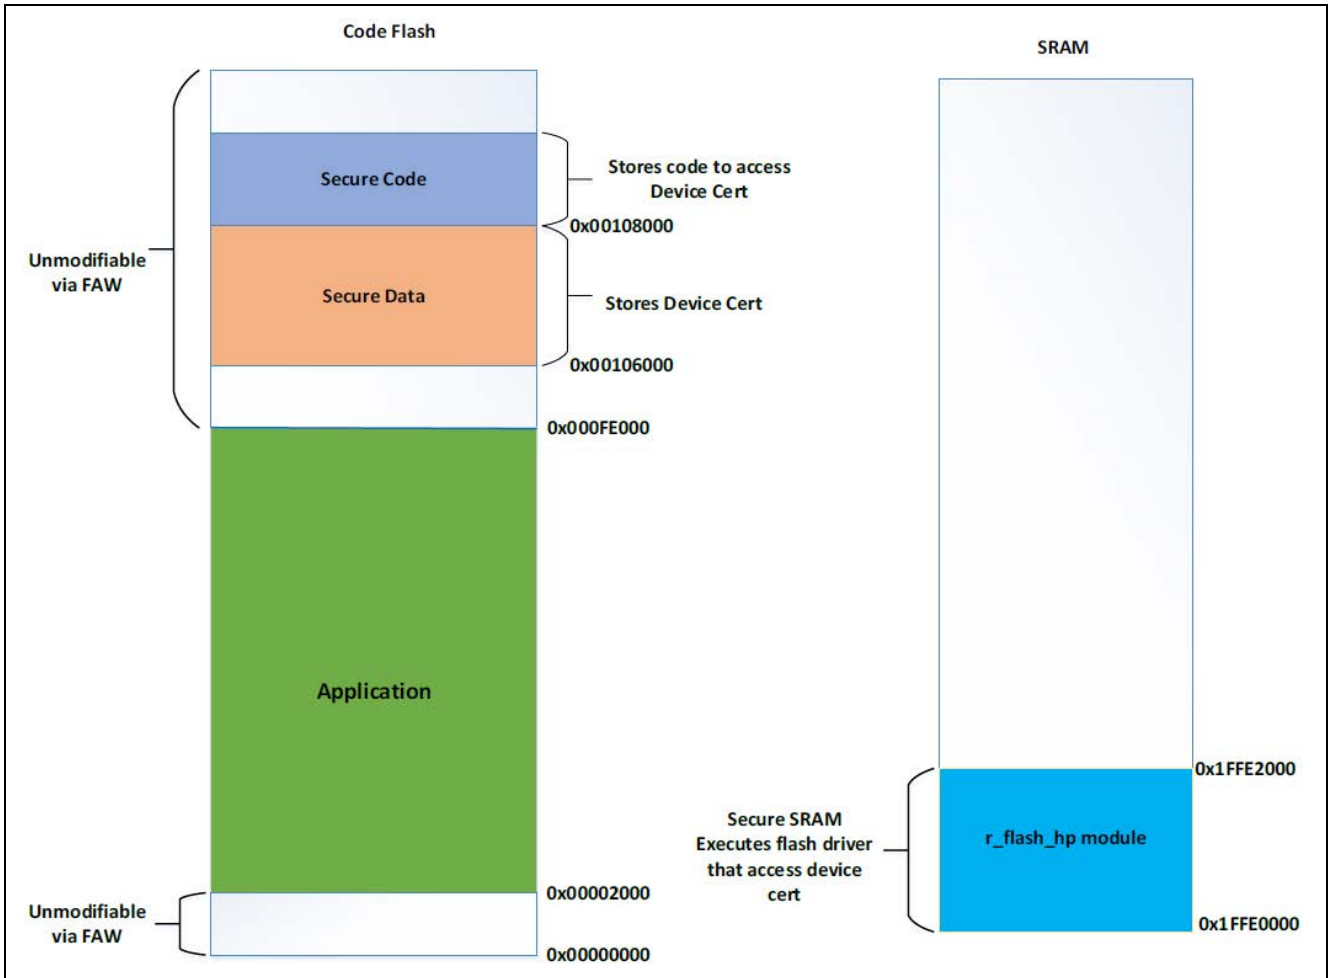 Code Flash
Secure Code
Stores code to access
Device Cert
0x00108000
Unmodifiable
via FAW
Secure Data
Stores Device Cert
0x00106000
0x000FE000
Application
0x00002000
Unmodifiable
via FAW
0x00000000
SRAM
0x1FFE2000
Secure SRAM
Executes flash driver
that access device
cert
r_flash_hp module
0x1FFE0000